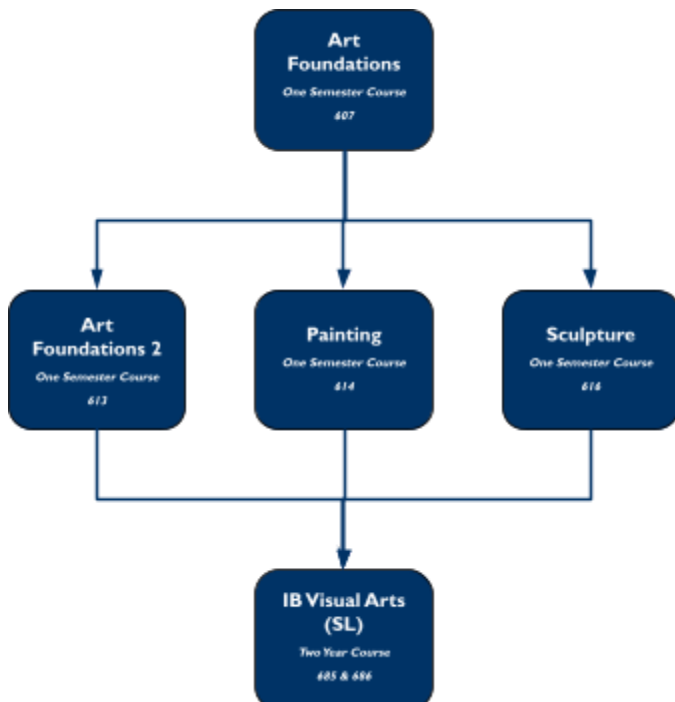 Art
Foundations
One Semester Course
607
Art
Foundations 2
One Semester Course
613
Painting
One Semester Course
614
Sculpture
One Semester Course
616
IB Visual Arts
(SL)
Two Year Course
685 & 686